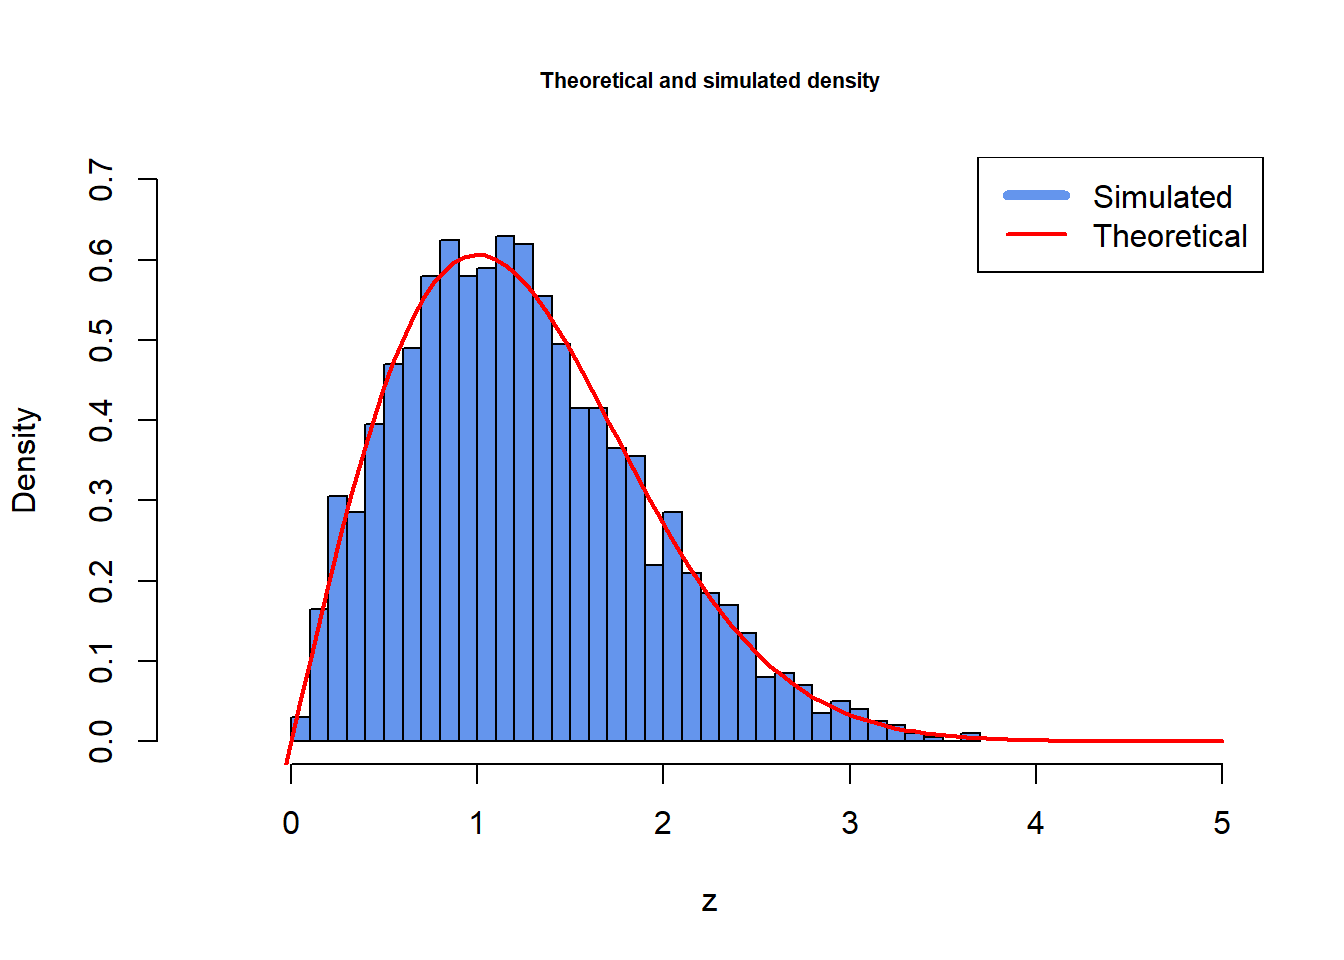 Theoretical and simulated density
Simulated
Theoretical
Density
0.7
0.6
0.5
0.4
0.3
0.2
0.1
0.0
0 1 2 3 4 5
z